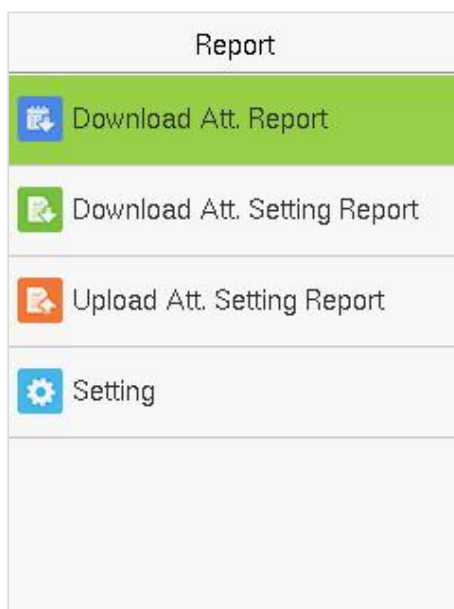 Report
Download Att. Report
Download Att. Setting Report
Upload Att. Setting Report
Setting